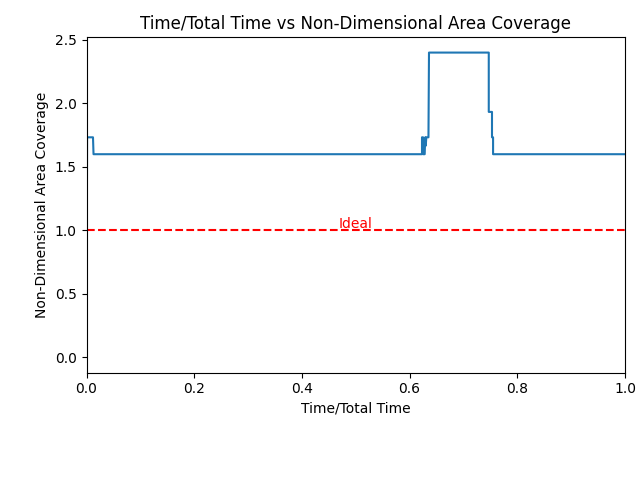 Time/Total Time vs Non-Dimensional Area Coverage
Non-Dimensional Area Coverage
2.5
2.0
1.5
1.0
0.5
0.0
Ideal
0.0 0.2 0.4 0.6 0.8 1.0
Time/Total Time